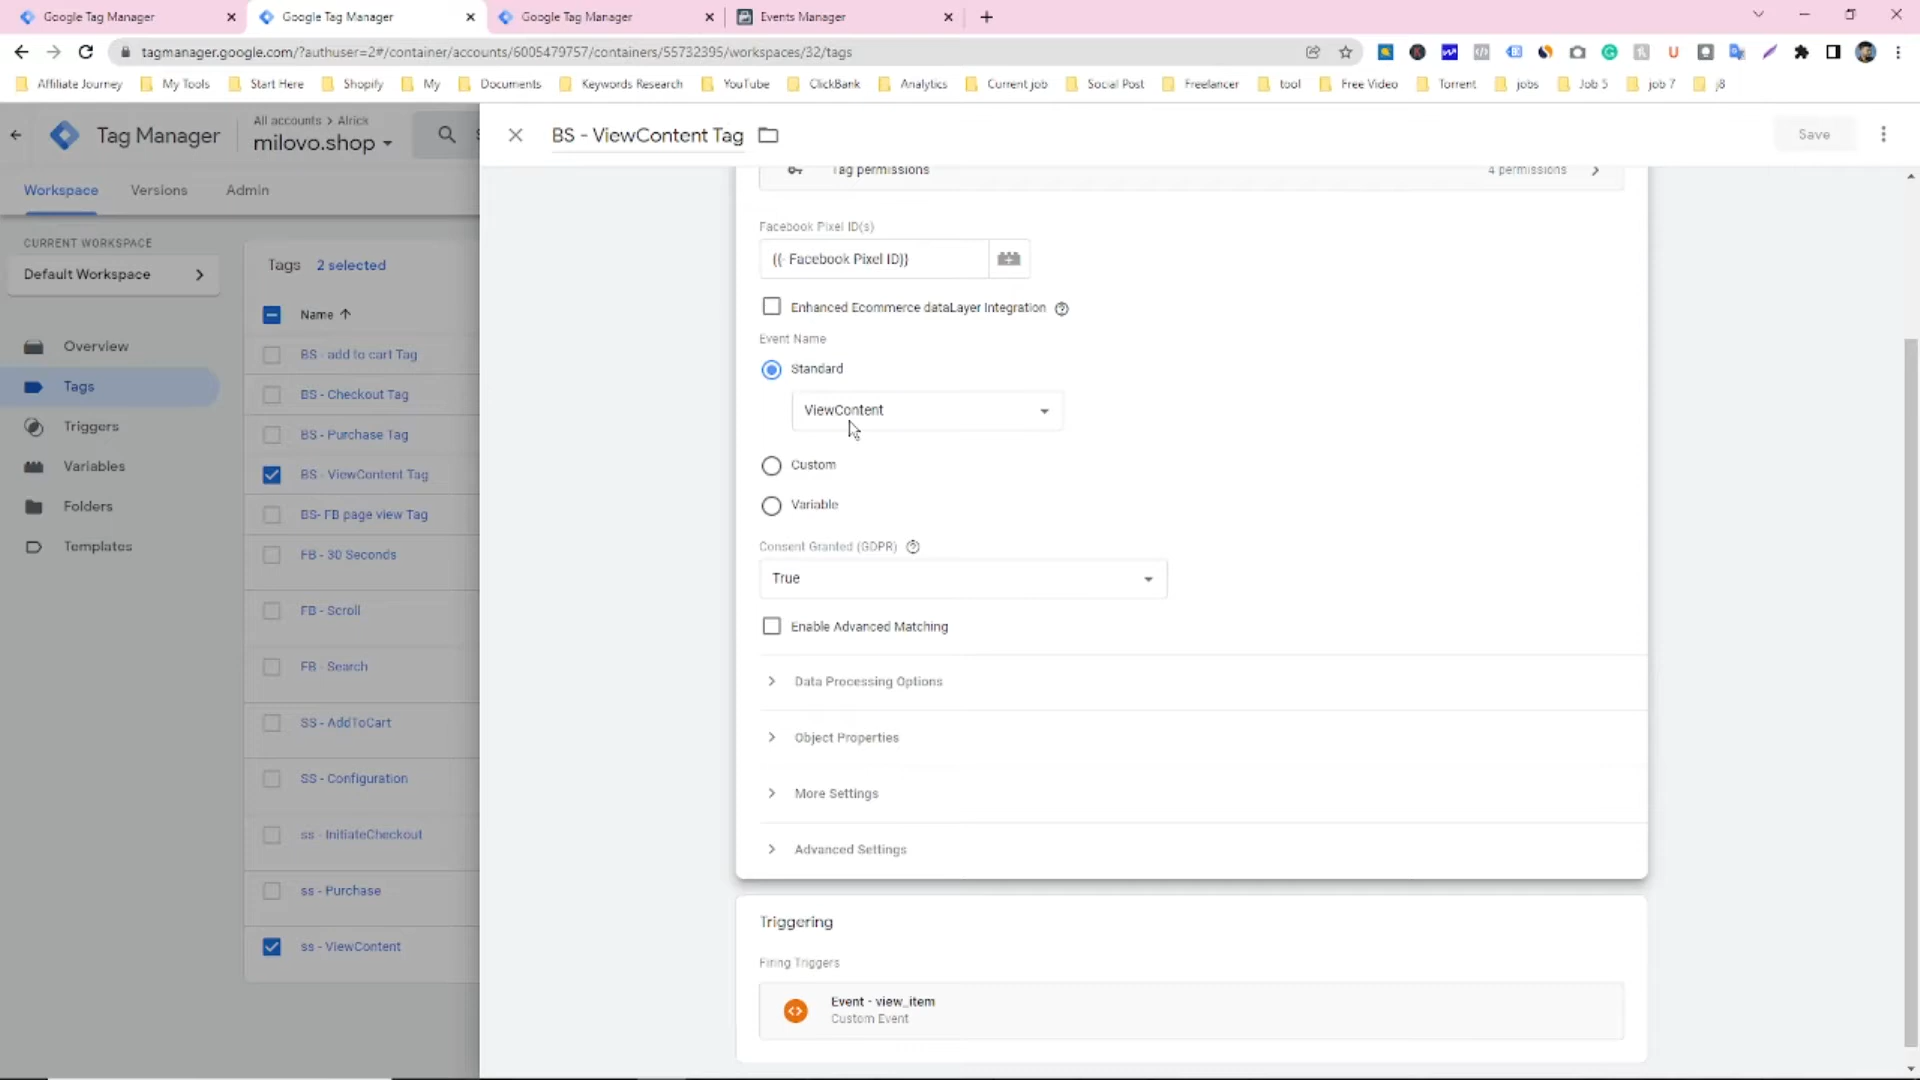 Google Tag Manager
Google Tag Manager
Google Tag Manager
Events Manager
tagmanager.google.com/?authuser=2#/container/accounts/6005479757/containers/55732395/workspaces/32/tags
Affiliate Journey
My Tools
Start Here
Shopify
My
Documents
Keywords Research
YouTube
ClickBank
Analytics
Current job
Social Post
Freelancer
tool
Free Video
Torrent
jobs
Job 5
job 7
j8
Tag Manager
All accounts > Alrick
milovo.shop
BS - ViewContent Tag
Save
Workspace
Versions
Admin
Tag permissions
4 permissions
CURRENT WORKSPACE
Default Workspace
Tags
2 selected
Name
Overview
Tags
Triggers
Variables
Folders
Templates
BS - add to cart Tag
BS - Checkout Tag
BS - Purchase Tag
BS - ViewContent Tag
BS- FB page view Tag
FB - 30 Seconds
FB - Scroll
FB - Search
SS - AddToCart
SS - Configuration
ss - InitiateCheckout
ss - Purchase
ss - ViewContent
Facebook Pixel ID(s)
{{- Facebook Pixel ID}}
Enhanced Ecommerce dataLayer Integration
Event Name
Standard
ViewContent
Custom
Variable
Consent Granted (GDPR)
True
Enable Advanced Matching
Data Processing Options
Object Properties
More Settings
Advanced Settings
Triggering
Firing Triggers
Event - view_item
Custom Event